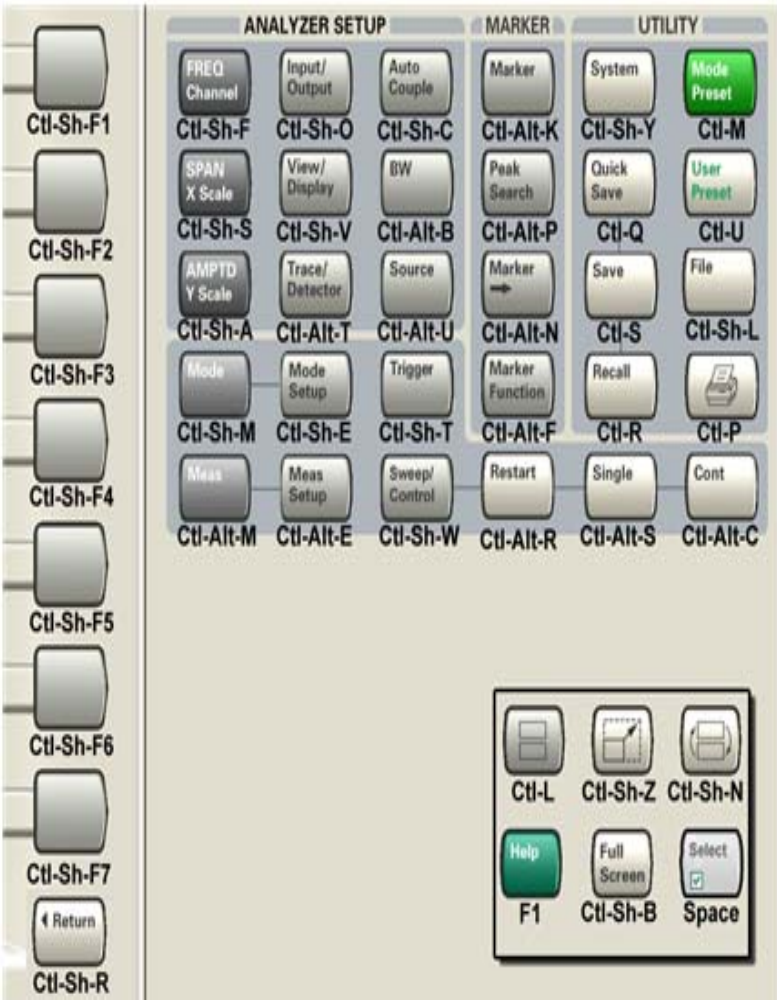 ANALYZER SETUP MARKER UTILITY
FREQ Input/ Auto Marker System Mode
Channel Output Couple Preset
Ctl-Sh-F1 Ctl-Sh-F Ctl-Sh-O Ctl-Sh-C Ctl-Alt-K Ctl-Sh-Y Ctl-M
SPAN View/ BW Peak Quick User
X Scale Display Search Save Preset
Ctl-Sh-F2 Ctl-Sh-S Ctl-Sh-V Ctl-Alt-B Ctl-Alt-P Ctl-Q Ctl-U
AMPTD Trace/ Source Marker Save File
Y Scale Detector
Ctl-Sh-A Ctl-Alt-T Ctl-Alt-U Ctl-Alt-N Ctl-S Ctl-Sh-L
Ctl-Sh-F3 Mode Mode Trigger Marker Recall
Setup Function
Ctl-Sh-M Ctl-Sh-E Ctl-Sh-T Ctl-Alt-F Ctl-R Ctl-P
Meas Meas Sweep/ Restart Single Cont
Ctl-Sh-F4 Setup Control
Ctl-Alt-M Ctl-Alt-E Ctl-Sh-W Ctl-Alt-R Ctl-Alt-S Ctl-Alt-C
Ctl-Sh-F5
Ctl-Sh-F6
Ctl-L Ctl-Sh-Z Ctl-Sh-N
Ctl-Sh-F7 Help Full Select
Screen
Return F1 Ctl-Sh-B Space
Ctl-Sh-R